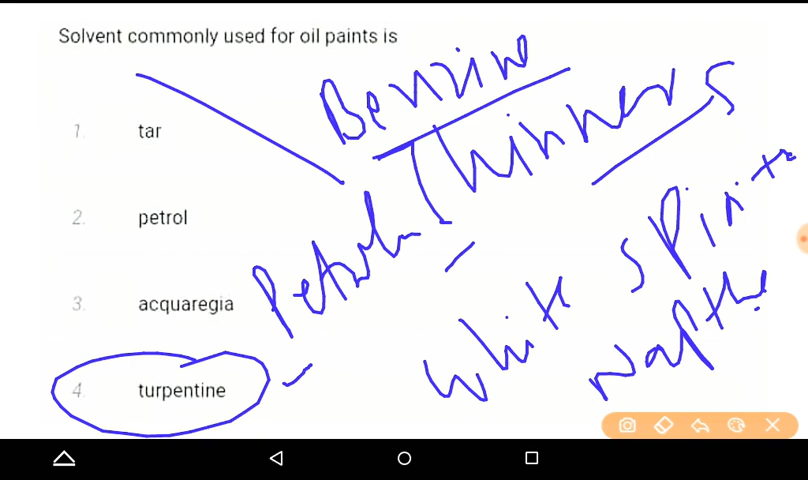 Solvent commonly used for oil paints is
Benzine
Thinners
1. tar
2. petrol
Petrol
White Spirit
3. acquaregia
Naptha
4. turpentine